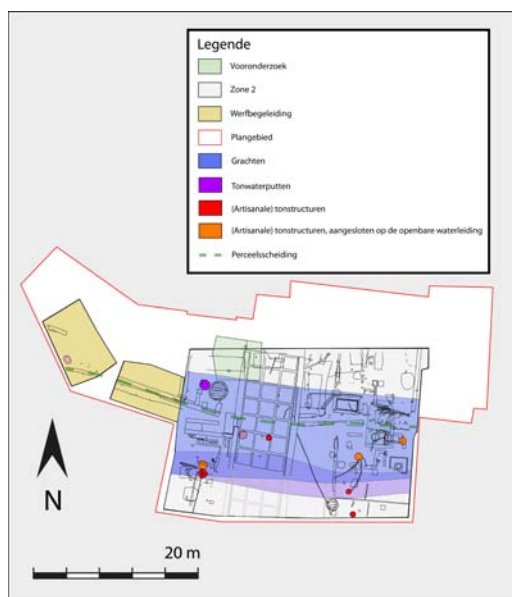 Legende
Vooronderzoek
Zone 2
Werfbegeleiding
Plangebied
Grachten
Tonwaterputten
(Artisanale) tonstructuren
(Artisanale) tonstructuren, aangesloten op de openbare waterleiding
Perceelsscheiding
N
20 m